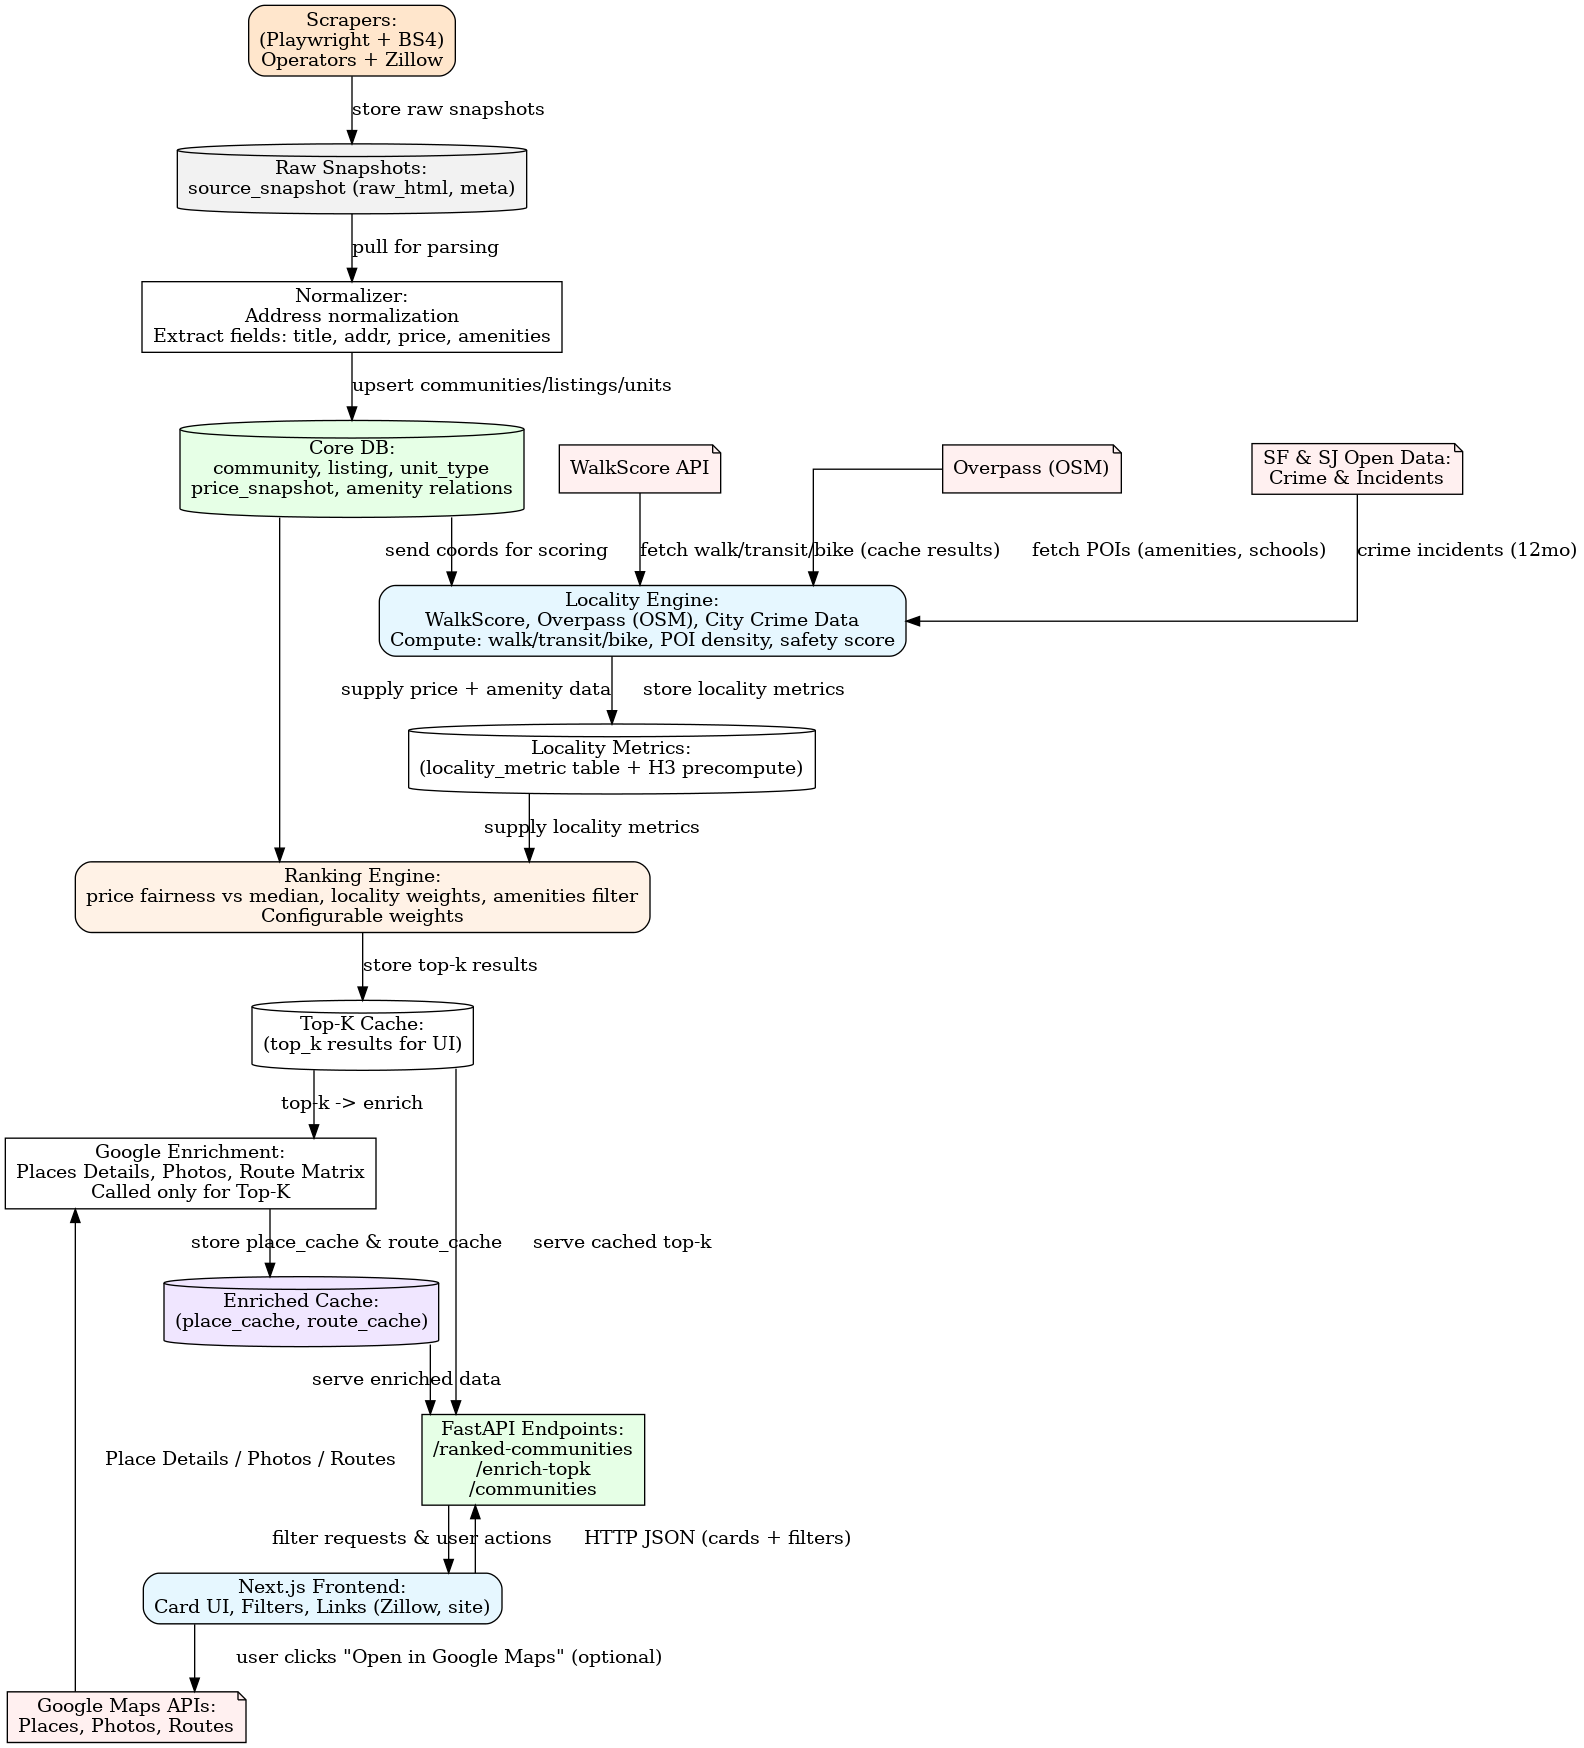 Scrapers:
(Playwright + BS4)
Operators + Zillow
store raw snapshots
Raw Snapshots:
source_snapshot (raw_html, meta)
pull for parsing
Normalizer:
Address normalization
Extract fields: title, addr, price, amenities
upsert communities/listings/units
Core DB:
community, listing, unit_type
price_snapshot, amenity relations
WalkScore API
Overpass (OSM)
SF & SJ Open Data:
Crime & Incidents
send coords for scoring
fetch walk/transit/bike (cache results)
fetch POIs (amenities, schools)
crime incidents (12mo)
Locality Engine:
WalkScore, Overpass (OSM), City Crime Data
Compute: walk/transit/bike, POI density, safety score
supply price + amenity data
store locality metrics
Locality Metrics:
(locality_metric table + H3 precompute)
supply locality metrics
Ranking Engine:
price fairness vs median, locality weights, amenities filter
Configurable weights
store top-k results
Top-K Cache:
(top_k results for UI)
top-k -> enrich
Google Enrichment:
Places Details, Photos, Route Matrix
Called only for Top-K
store place_cache & route_cache
serve cached top-k
Enriched Cache:
(place_cache, route_cache)
serve enriched data
FastAPI Endpoints:
/ranked-communities
/enrich-topk
/communities
Place Details / Photos / Routes
filter requests & user actions
HTTP JSON (cards + filters)
Next.js Frontend:
Card UI, Filters, Links (Zillow, site)
user clicks "Open in Google Maps" (optional)
Google Maps APIs:
Places, Photos, Routes